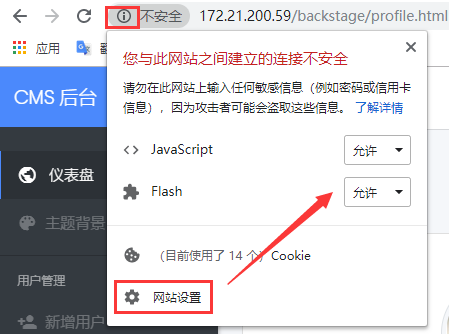 不安全 172.21.200.59/backstage/profile.html
应用
CMS 后台
您与此网站之间建立的连接不安全
请勿在此网站上输入任何敏感信息（例如密码或信用卡
信息），因为攻击者可能会盗取这些信息。 了解详情
JavaScript 允许
仪表盘
Flash 允许
主题背景
（目前使用了 14 个）Cookie
用户管理
网站设置
新增用户